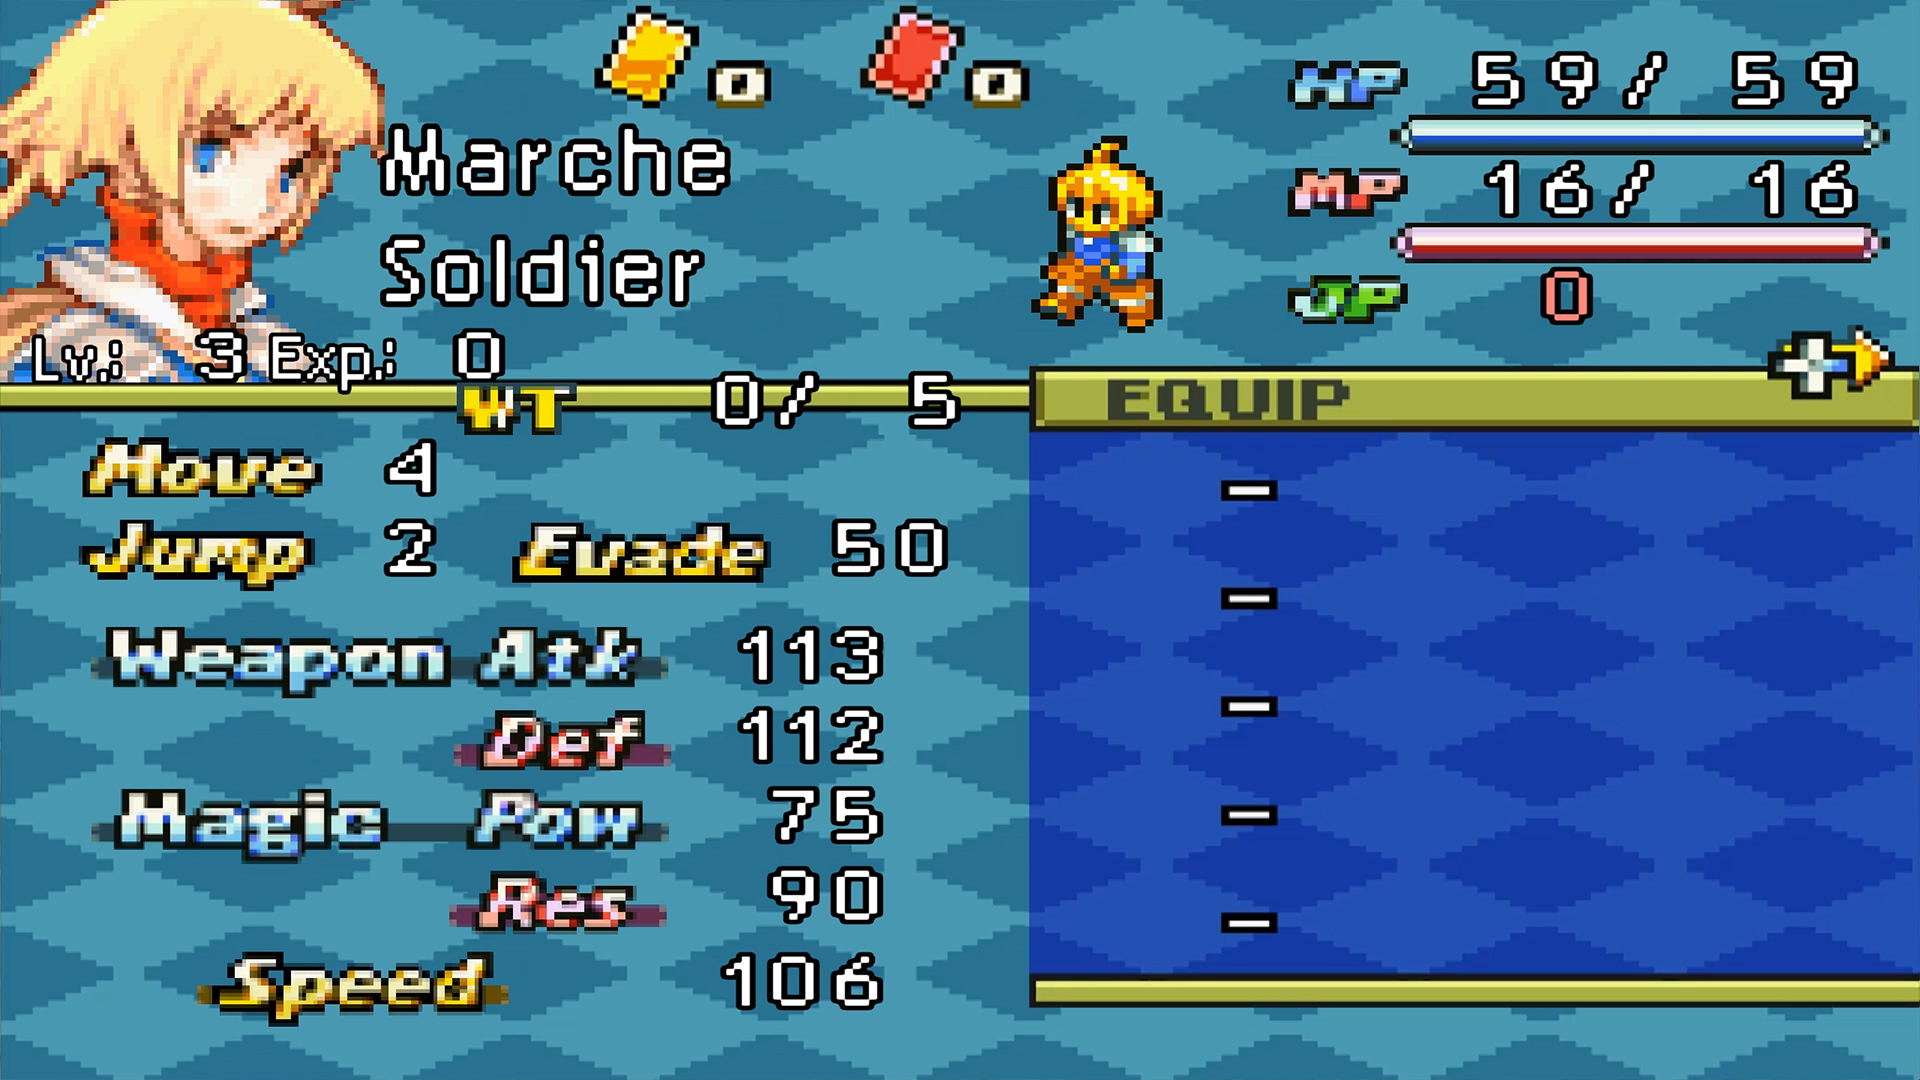 0 0
HP 59/ 59
Marche
MP 16/ 16
Soldier
JP 0
Lv.: 3 Exp.: 0
WT 0/ 5
EQUIP
Move 4
-
Jump 2 Evade 50
-
Weapon Atk 113
-
Def 112
Magic Pow 75
-
Res 90
-
Speed 106